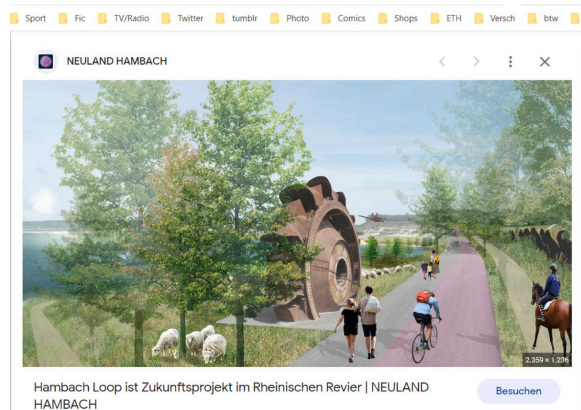 Sport Fic TV/Radio Twitter tumblr Photo Comics Shops ETH Versch btw
NEULAND HAMBACH
2.359 × 1.236
Hambach Loop ist Zukunftsprojekt im Rheinischen Revier | NEULAND
HAMBACH
Besuchen